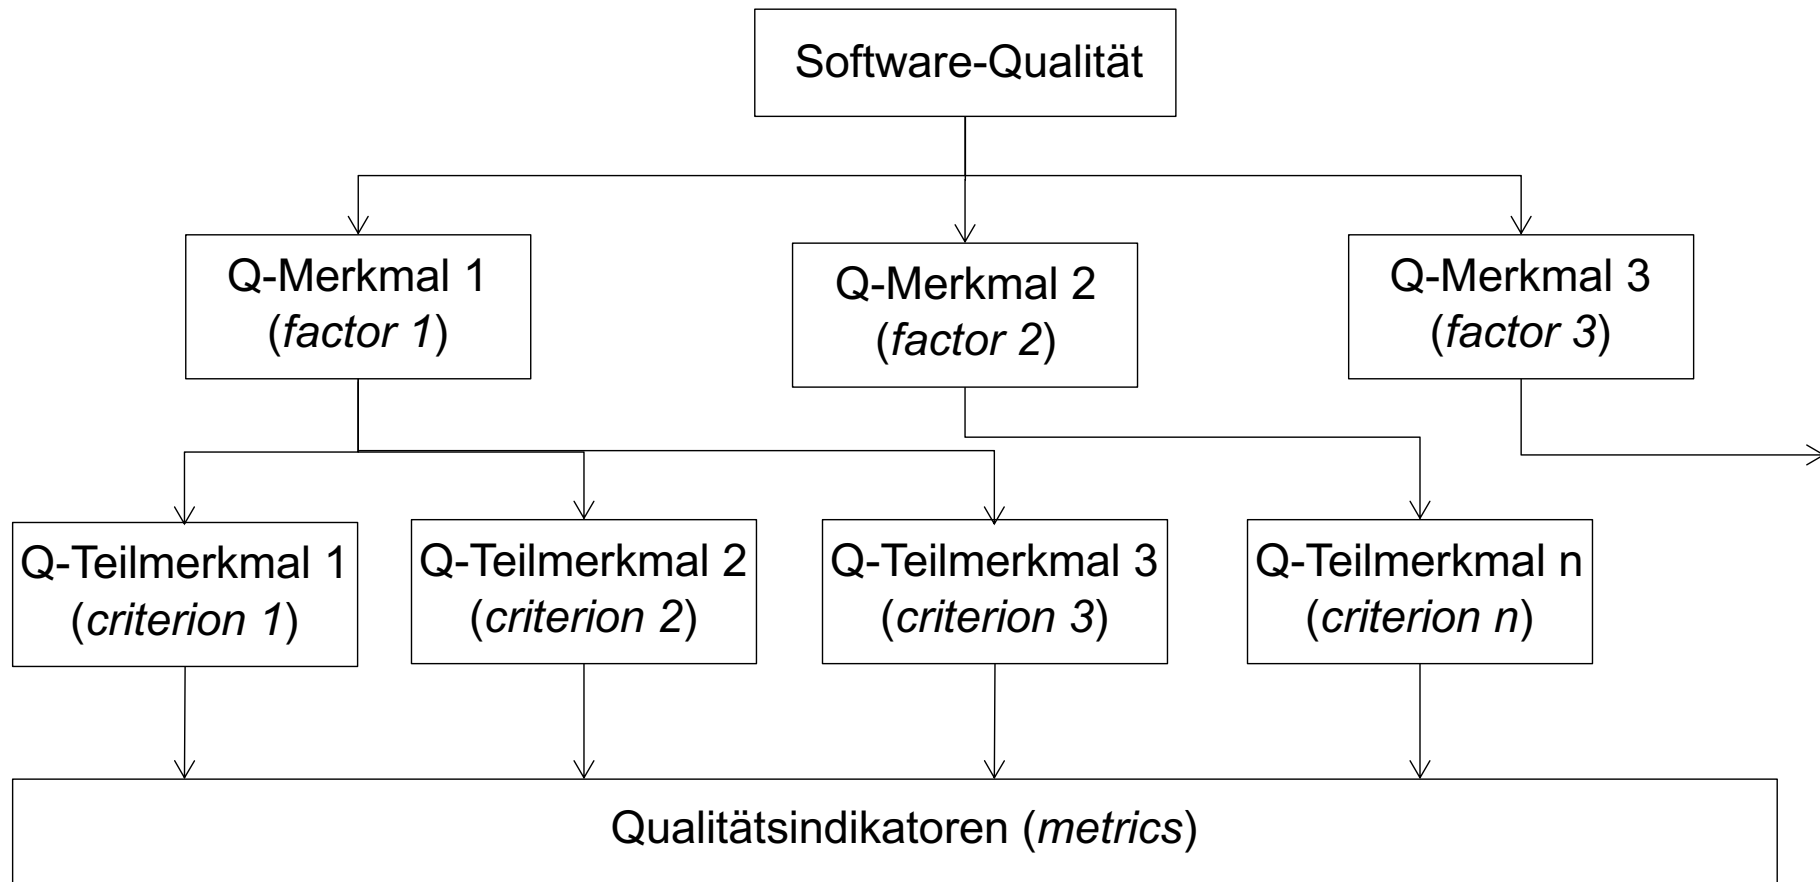 Software-Qualität
Q-Merkmal 1
(factor 1)
Q-Merkmal 2
(factor 2)
Q-Merkmal 3
(factor 3)
Q-Teilmerkmal 1
(criterion 1)
Q-Teilmerkmal 2
(criterion 2)
Q-Teilmerkmal 3
(criterion 3)
Q-Teilmerkmal n
(criterion n)
Qualitätsindikatoren (metrics)